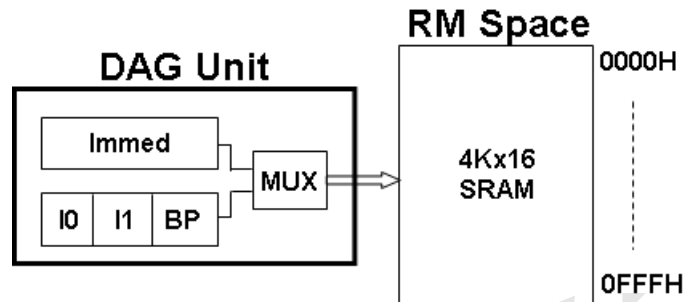 RM Space
DAG Unit
0000H
Immed
MUX
4Kx16
SRAM
I0 I1 BP
0FFFH